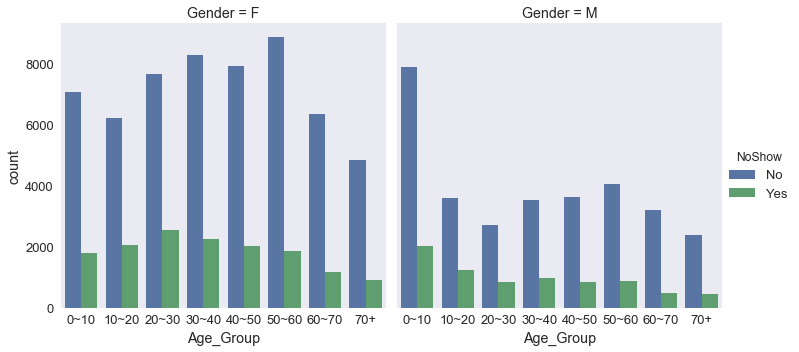 Gender = F
Gender = M
8000
6000
4000
2000
0
count
0~10 10~20 20~30 30~40 40~50 50~60 60~70 70+
0~10 10~20 20~30 30~40 40~50 50~60 60~70 70+
Age_Group
Age_Group
NoShow
No
Yes